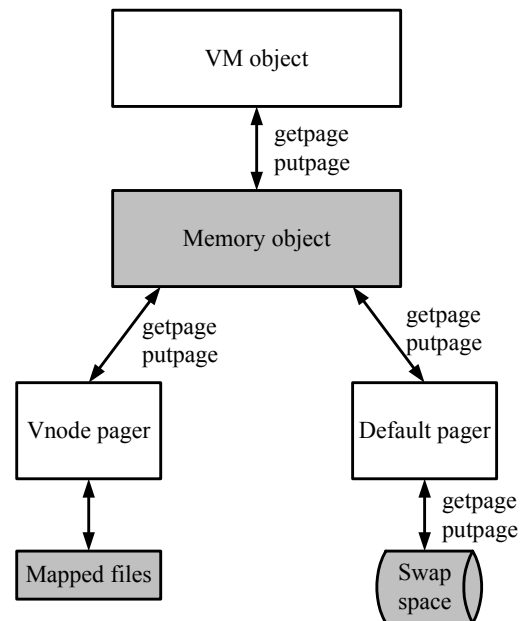 VM object
getpage
putpage
Memory object
getpage
putpage
getpage
putpage
Vnode pager
Default pager
getpage
putpage
Mapped files
Swap
space